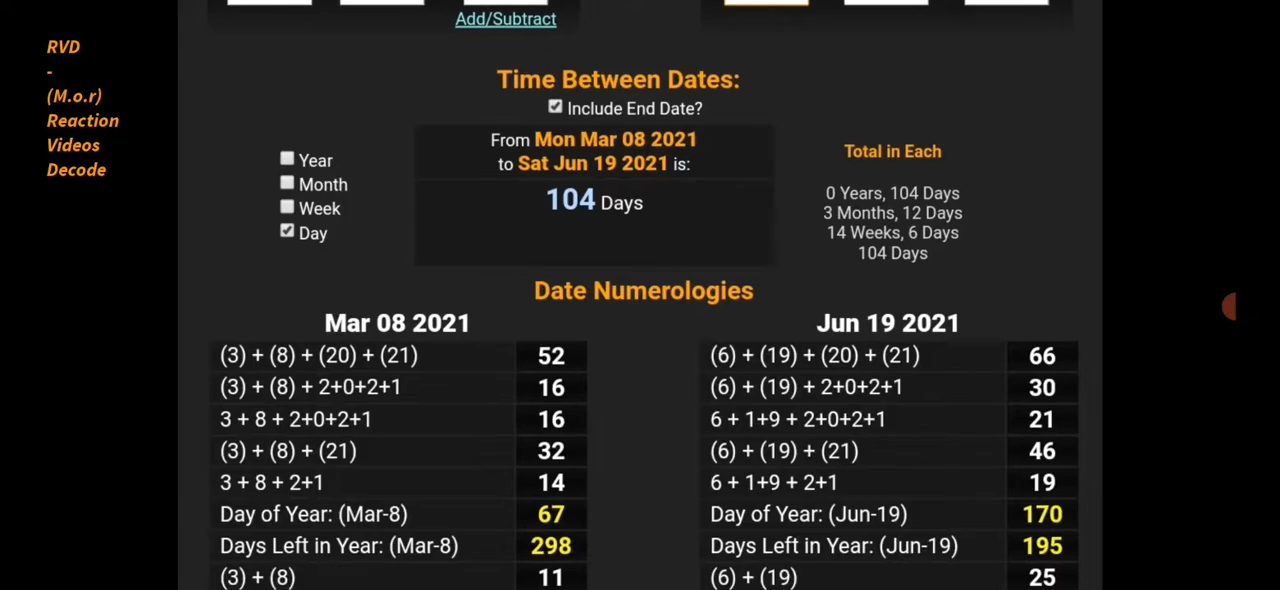 Add/Subtract
RVD
-
(M.o.r)
Reaction
Videos
Decode
Time Between Dates:
Include End Date?
From Mon Mar 08 2021
to Sat Jun 19 2021 is:
104 Days
Year
Month
Week
Day
Total in Each
0 Years, 104 Days
3 Months, 12 Days
14 Weeks, 6 Days
104 Days
Date Numerologies
Mar 08 2021
(3) + (8) + (20) + (21) 52
(3) + (8) + 2+0+2+1 16
3 + 8 + 2+0+2+1 16
(3) + (8) + (21) 32
3 + 8 + 2+1 14
Day of Year: (Mar-8) 67
Days Left in Year: (Mar-8) 298
(3) + (8) 11
Jun 19 2021
(6) + (19) + (20) + (21) 66
(6) + (19) + 2+0+2+1 30
6 + 1+9 + 2+0+2+1 21
(6) + (19) + (21) 46
6 + 1+9 + 2+1 19
Day of Year: (Jun-19) 170
Days Left in Year: (Jun-19) 195
(6) + (19) 25